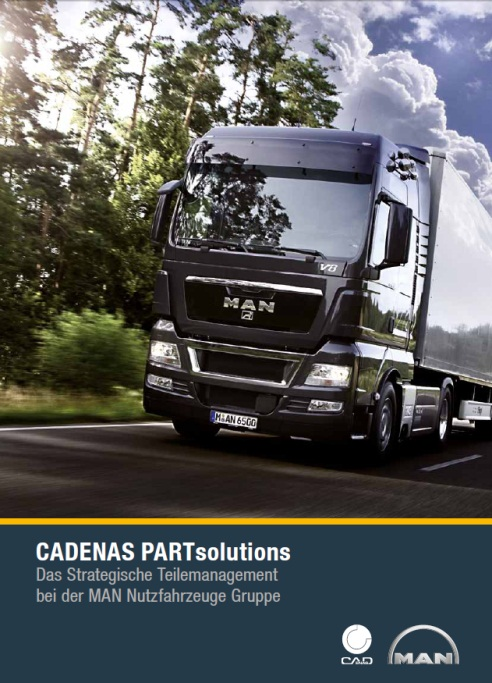 V8
MAN
M AN 6500
CADENAS PARTsolutions
Das Strategische Teilemanagement
bei der MAN Nutzfahrzeuge Gruppe
CAD
MAN